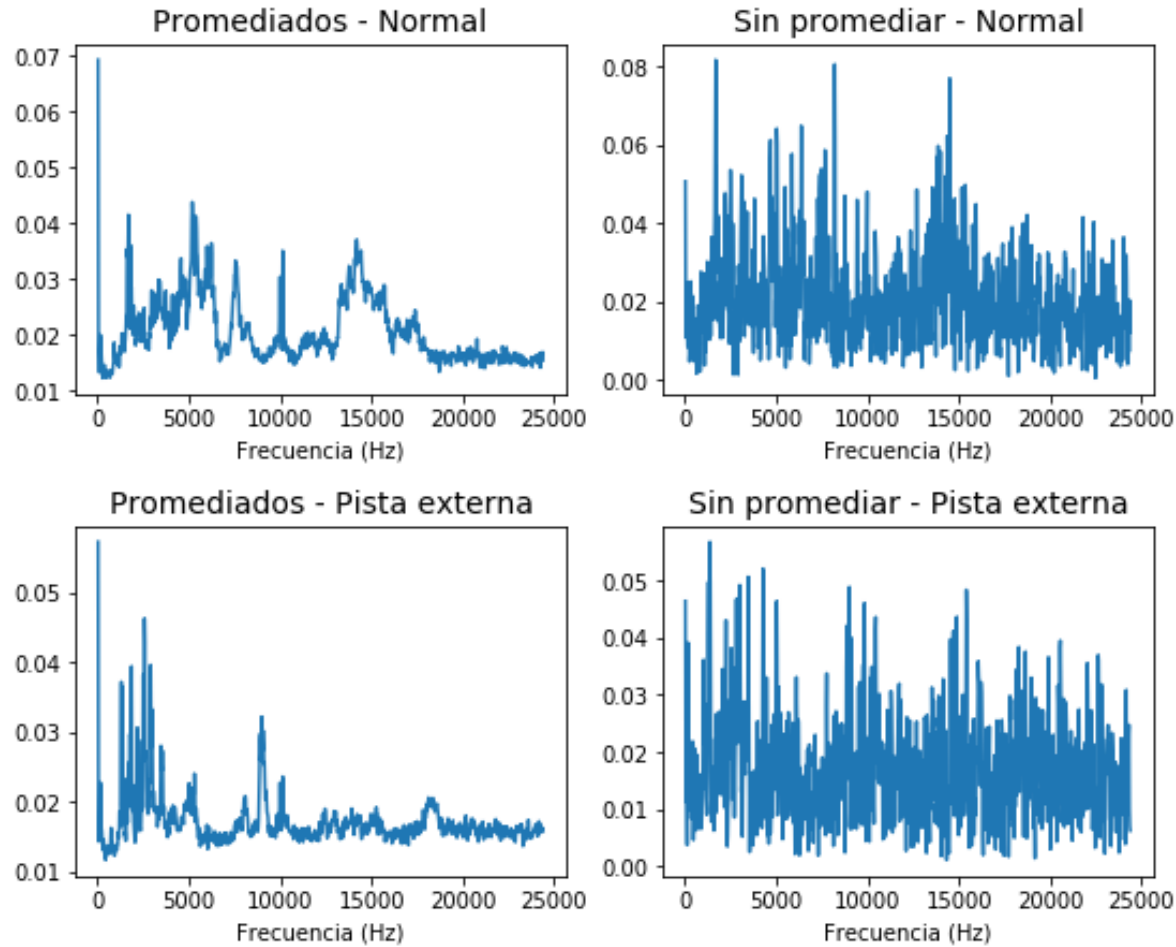 Promediados - Normal
0.07
0.06
0.05
0.04
0.03
0.02
0.01
0 5000 10000 15000 20000 25000
Frecuencia (Hz)
Sin promediar - Normal
0.08
0.06
0.04
0.02
0.00
0 5000 10000 15000 20000 25000
Frecuencia (Hz)
Promediados - Pista externa
0.05
0.04
0.03
0.02
0.01
0 5000 10000 15000 20000 25000
Frecuencia (Hz)
Sin promediar - Pista externa
0.05
0.04
0.03
0.02
0.01
0.00
0 5000 10000 15000 20000 25000
Frecuencia (Hz)